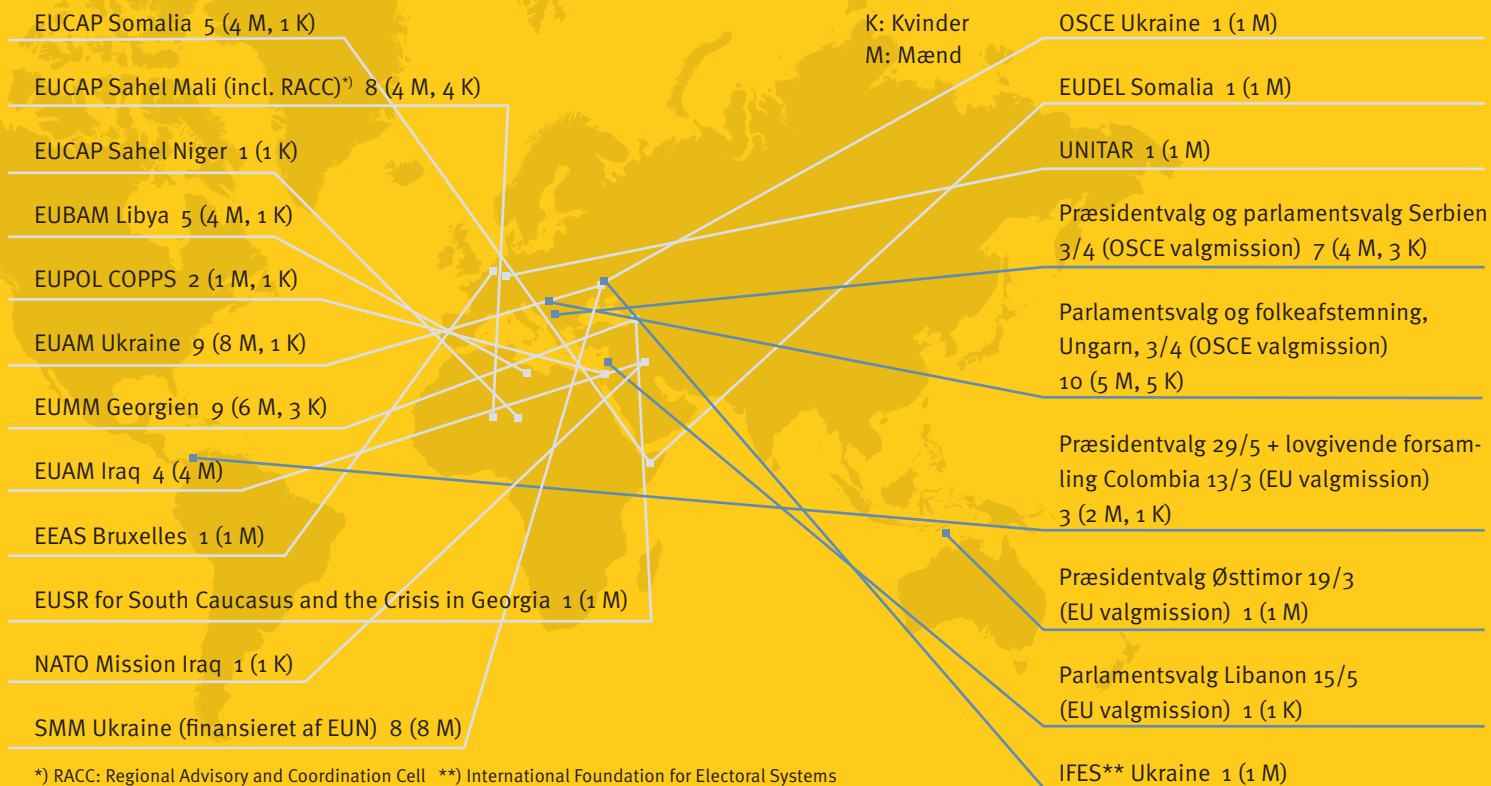 EUCAP Somalia 5 (4 M, 1 K)
EUCAP Sahel Mali (incl. RACC)*) 8 (4 M, 4 K)
EUCAP Sahel Niger 1 (1 K)
EUBAM Libya 5 (4 M, 1 K)
EUPOL COPPS 2 (1 M, 1 K)
EUAM Ukraine 9 (8 M, 1 K)
EUMM Georgien 9 (6 M, 3 K)
EUAM Iraq 4 (4 M)
EEAS Bruxelles 1 (1 M)
EUSR for South Caucasus and the Crisis in Georgia 1 (1 M)
NATO Mission Iraq 1 (1 K)
SMM Ukraine (finansieret af EUN) 8 (8 M)
*) RACC: Regional Advisory and Coordination Cell **) International Foundation for Electoral Systems
K: Kvinder
M: Mænd
OSCE Ukraine 1 (1 M)
EUDEL Somalia 1 (1 M)
UNITAR 1 (1 M)
Præsidentvalg og parlamentsvalg Serbien
3/4 (OSCE valgmission) 7 (4 M, 3 K)
Parlamentsvalg og folkeafstemning,
Ungarn, 3/4 (OSCE valgmission)
10 (5 M, 5 K)
Præsidentvalg 29/5 + lovgivende forsam-
ling Colombia 13/3 (EU valgmission)
3 (2 M, 1 K)
Præsidentvalg Østtimor 19/3
(EU valgmission) 1 (1 M)
Parlamentsvalg Libanon 15/5
(EU valgmission) 1 (1 K)
IFES** Ukraine 1 (1 M)